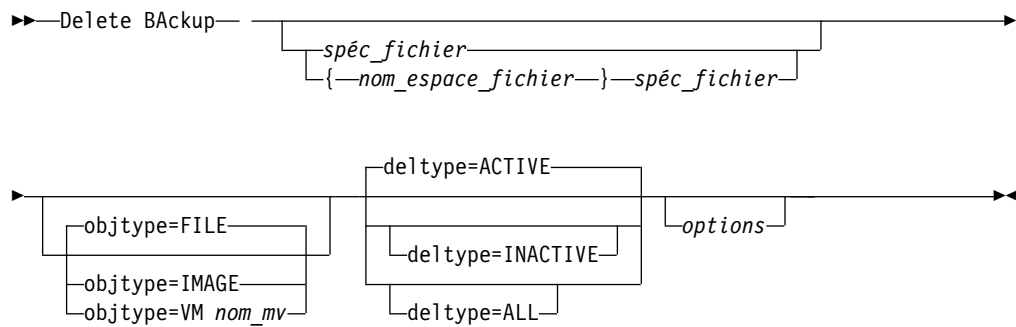 Delete BAckup
spéc_fichier
{ nom_espace_fichier } spéc_fichier
deltype=ACTIVE
objtype=FILE
options
deltype=INACTIVE
objtype=IMAGE
objtype=VM nom_mv
deltype=ALL